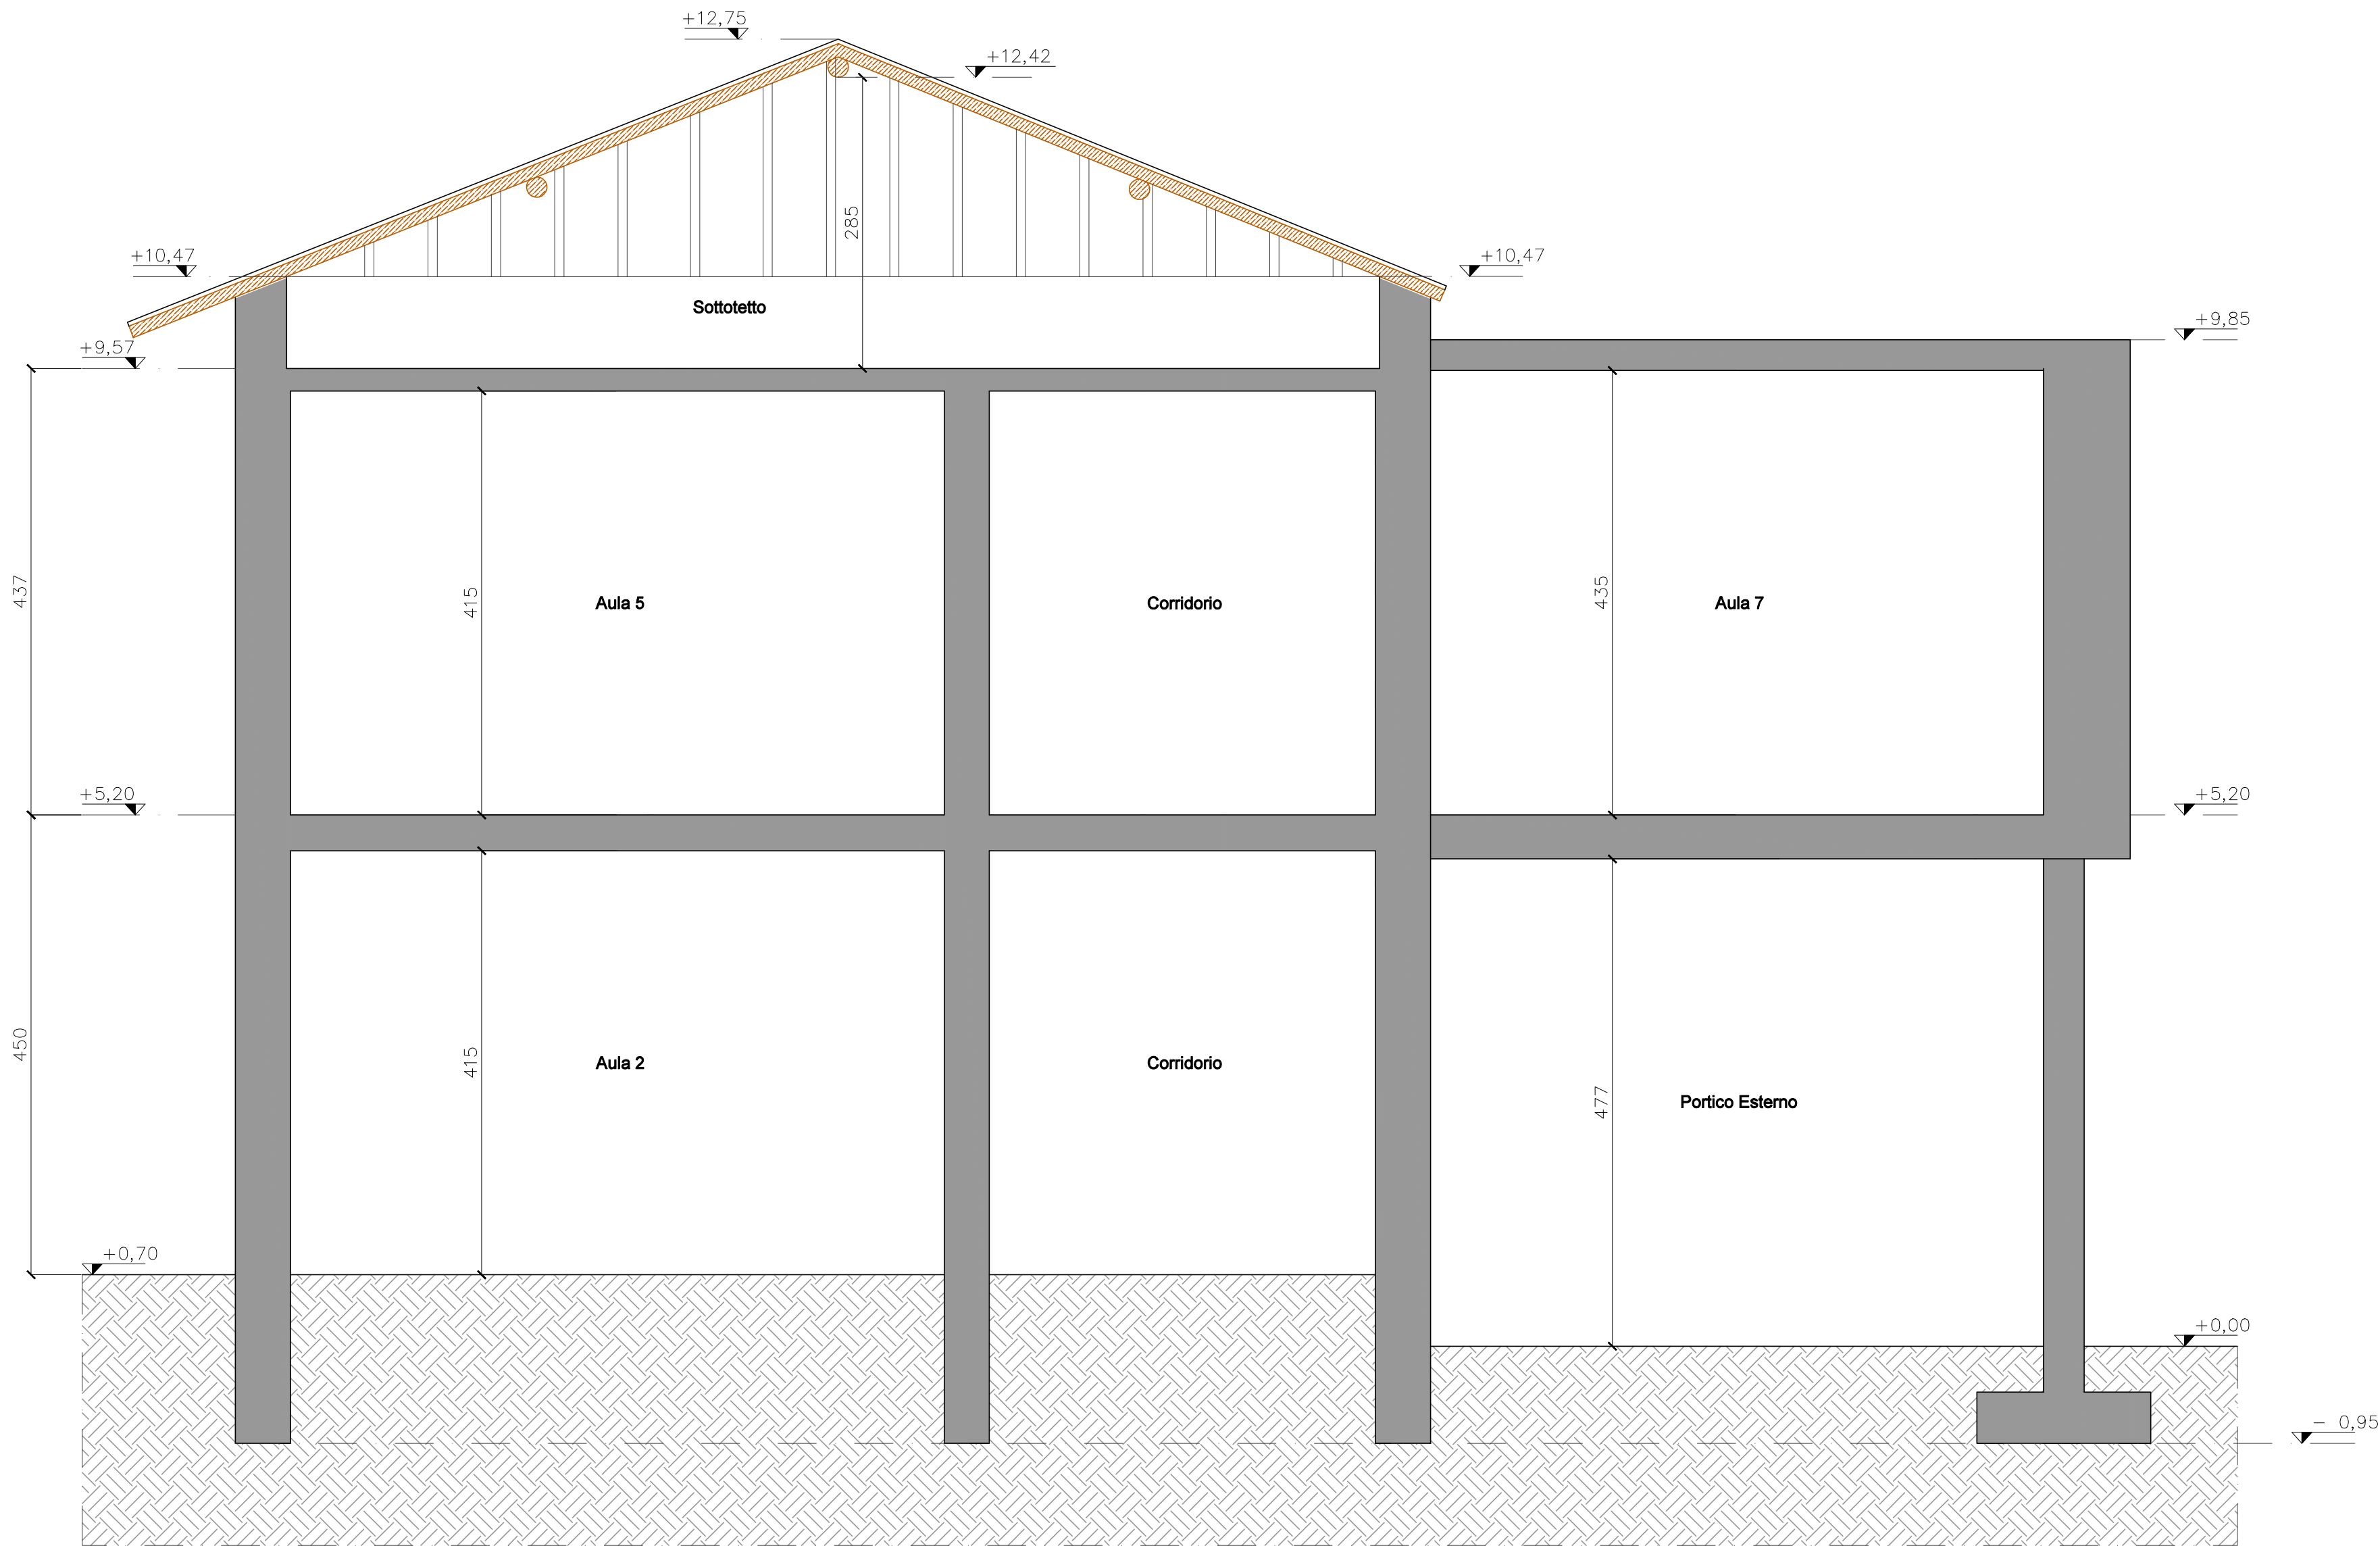 +12,75
+12,42
285
+10,47
+10,47
Sottotetto
+9,85
+9,57
437
415
Aula 5
Corridorio
435
Aula 7
+5,20
+5,20
450
415
Aula 2
Corridorio
477
Portico Esterno
+0,70
+0,00
- 0,95